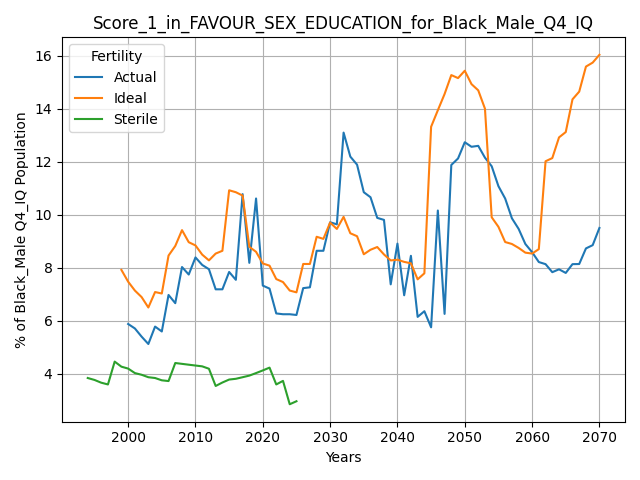 Score_1_in_FAVOUR_SEX_EDUCATION_for_Black_Male_Q4_IQ
Fertility
Actual
Ideal
Sterile
% of Black_Male Q4_IQ Population
16
14
12
10
8
6
4
2000 2010 2020 2030 2040 2050 2060 2070
Years